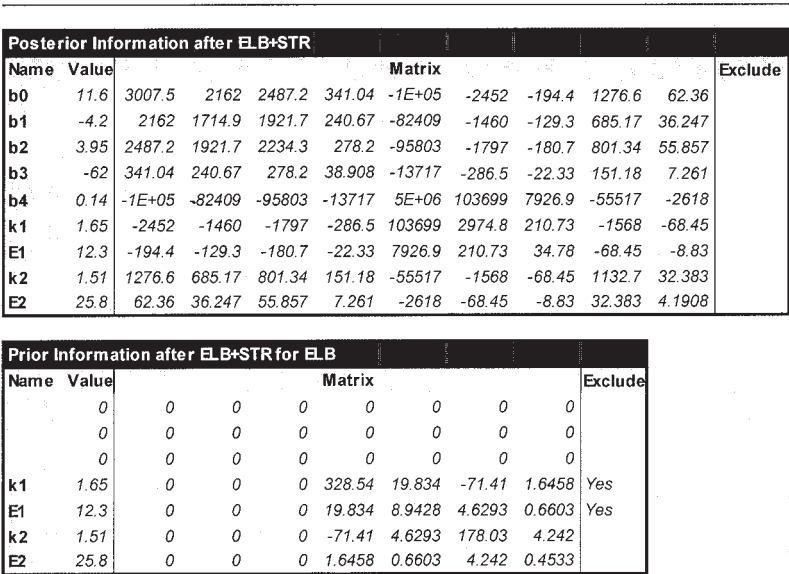 Posterior Information after ELB+STR
Name Value Matrix Exclude
b0 11.6 3007.5 2162 2487.2 341.04 -1E+05 -2452 -194.4 1276.6 62.36
b1 -4.2 2162 1714.9 1921.7 240.67 -82409 -1460 -129.3 685.17 36.247
b2 3.95 2487.2 1921.7 2234.3 278.2 -95803 -1797 -180.7 801.34 55.857
b3 -62 341.04 240.67 278.2 38.908 -13717 -286.5 -22.33 151.18 7.261
b4 0.14 -1E+05 -82409 -95803 -13717 5E+06 103699 7926.9 -55517 -2618
k1 1.65 -2452 -1460 -1797 -286.5 103699 2974.8 210.73 -1568 -68.45
E1 12.3 -194.4 -129.3 -180.7 -22.33 7926.9 210.73 34.78 -68.45 -8.83
k2 1.51 1276.6 685.17 801.34 151.18 -55517 -1568 -68.45 1132.7 32.383
E2 25.8 62.36 36.247 55.857 7.261 -2618 -68.45 -8.83 32.383 4.1908
Prior Information after ELB+STR for ELB
Name Value Matrix Exclude
0 0 0 0 0 0 0 0
0 0 0 0 0 0 0 0
0 0 0 0 0 0 0 0
k1 1.65 0 0 0 328.54 19.834 -71.41 1.6458 Yes
E1 12.3 0 0 0 19.834 8.9428 4.6293 0.6603 Yes
k2 1.51 0 0 0 -71.41 4.6293 178.03 4.242
E2 25.8 0 0 0 1.6458 0.6603 4.242 0.4533